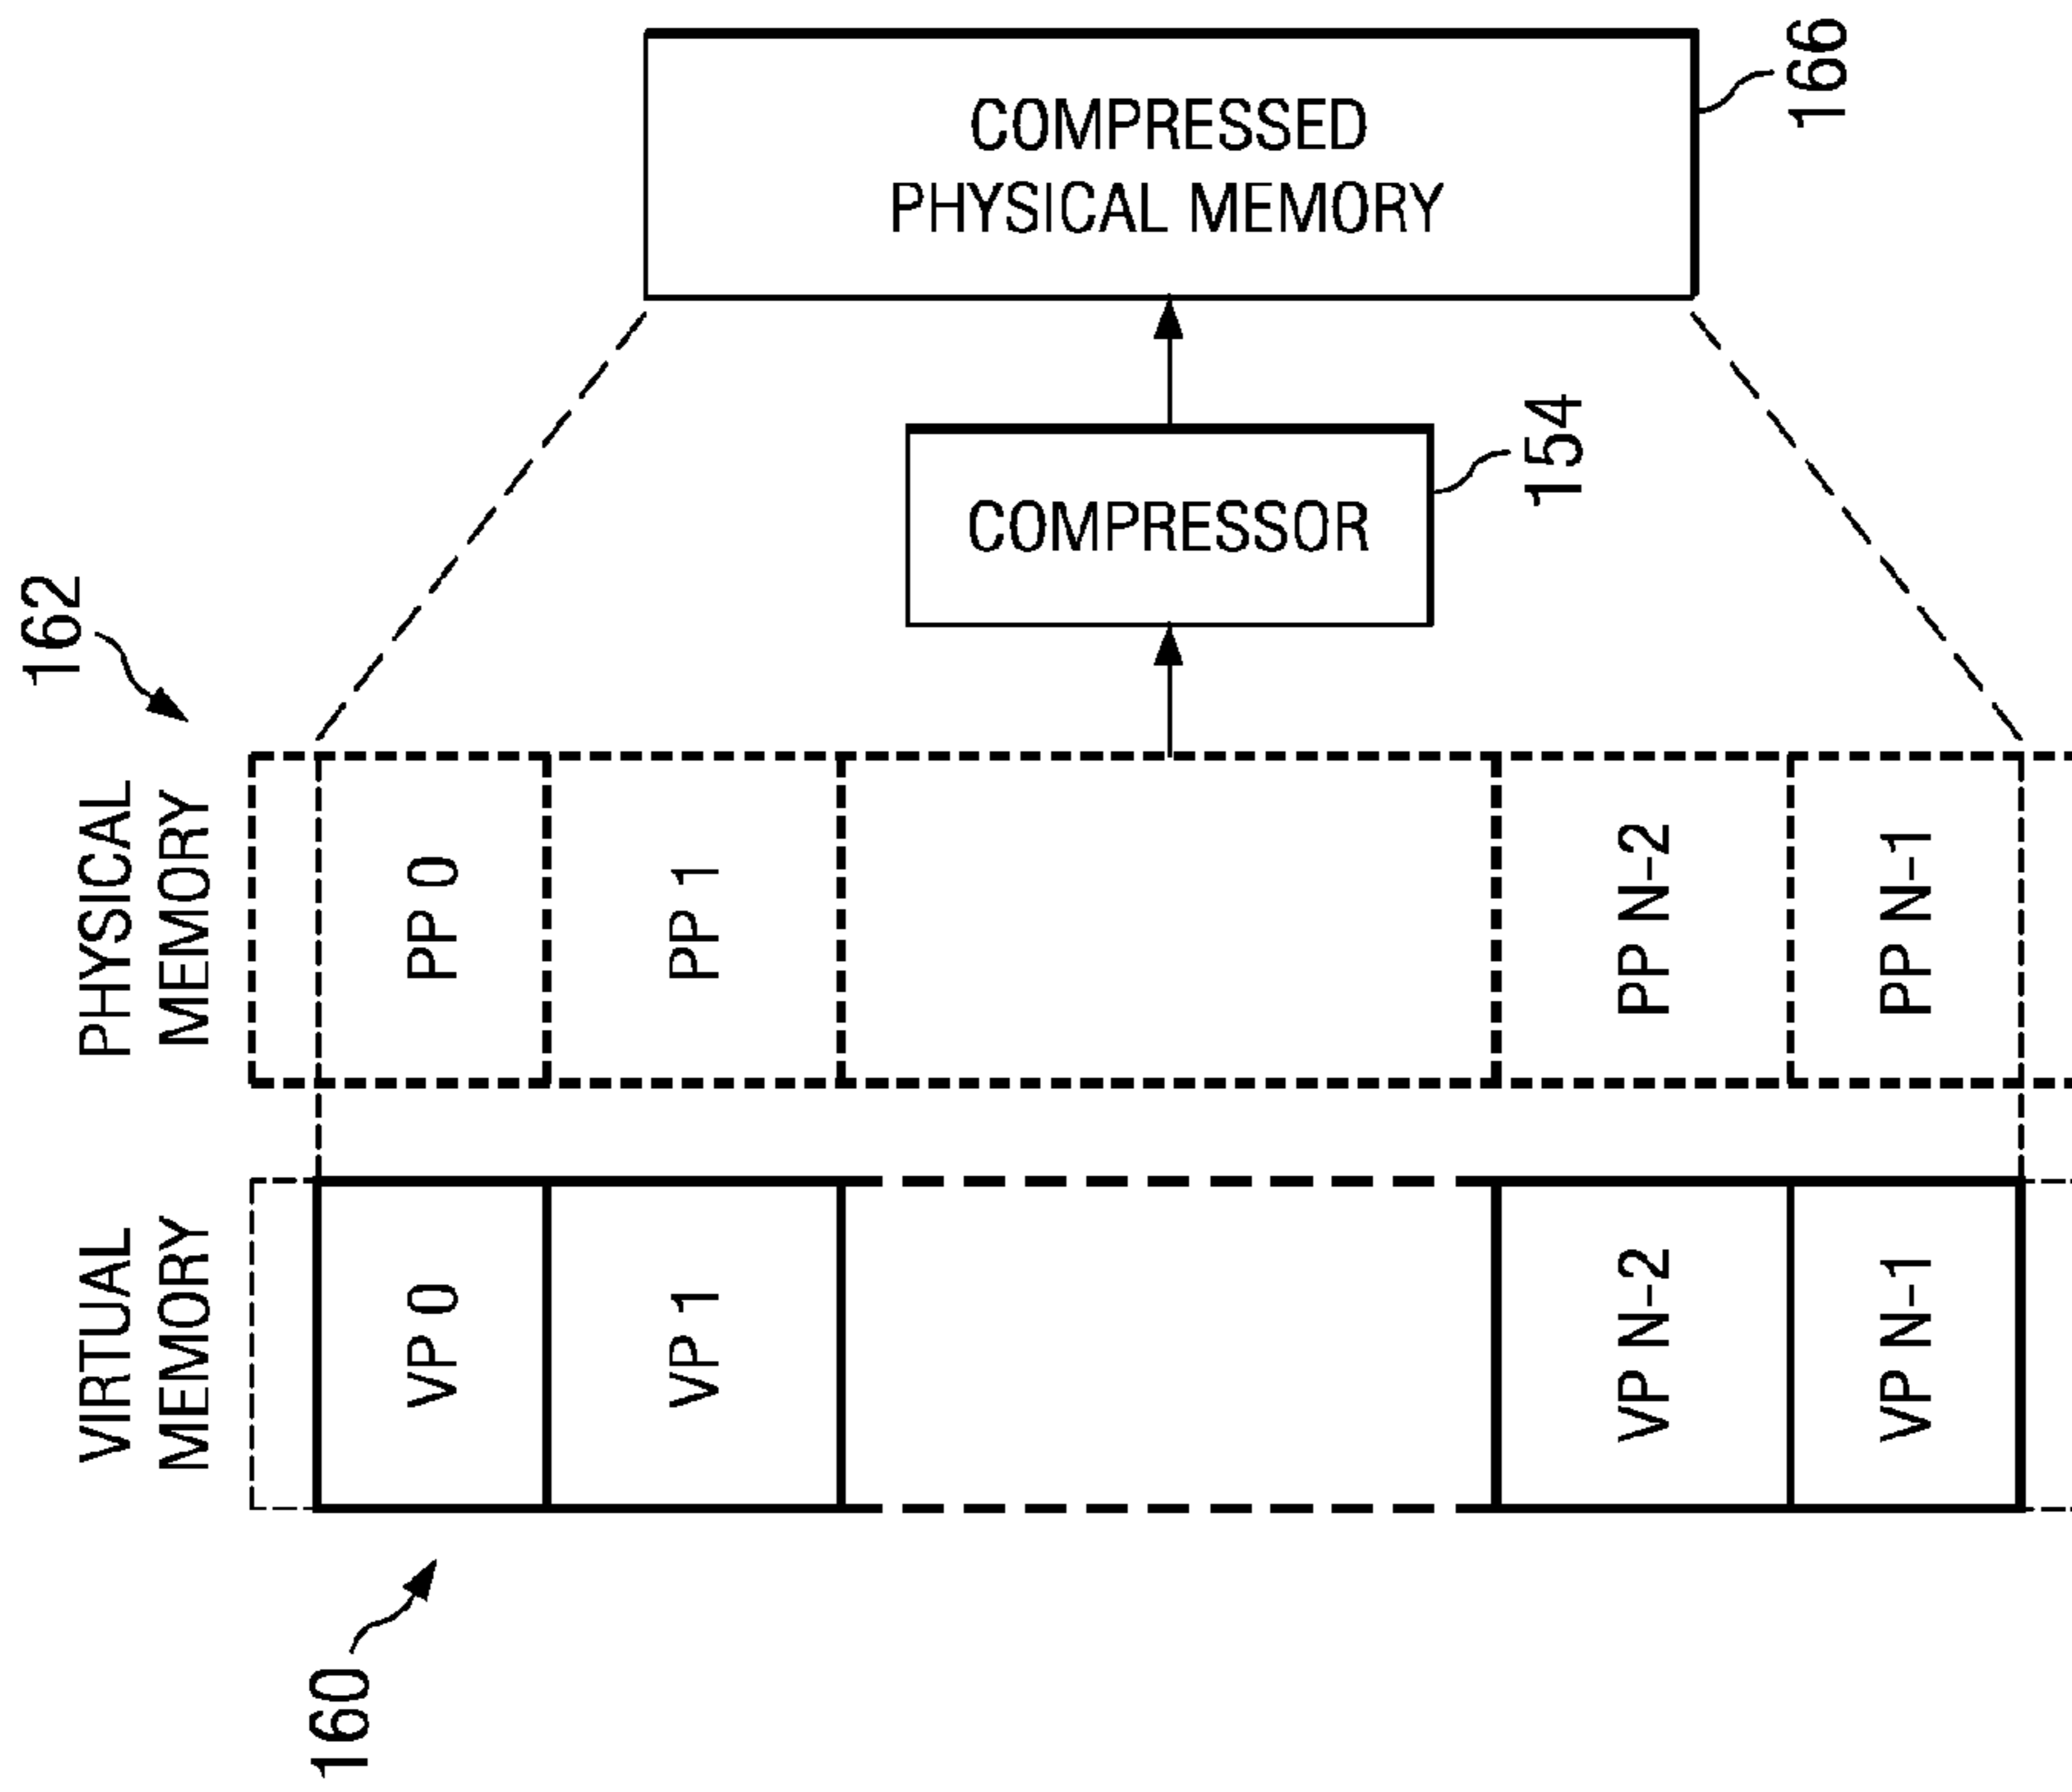 160
VIRTUAL
MEMORY
VP 0
VP 1
VP N-2
VP N-1
162
PHYSICAL
MEMORY
PP 0
PP 1
PP N-2
PP N-1
COMPRESSOR
154
COMPRESSED
PHYSICAL MEMORY
166